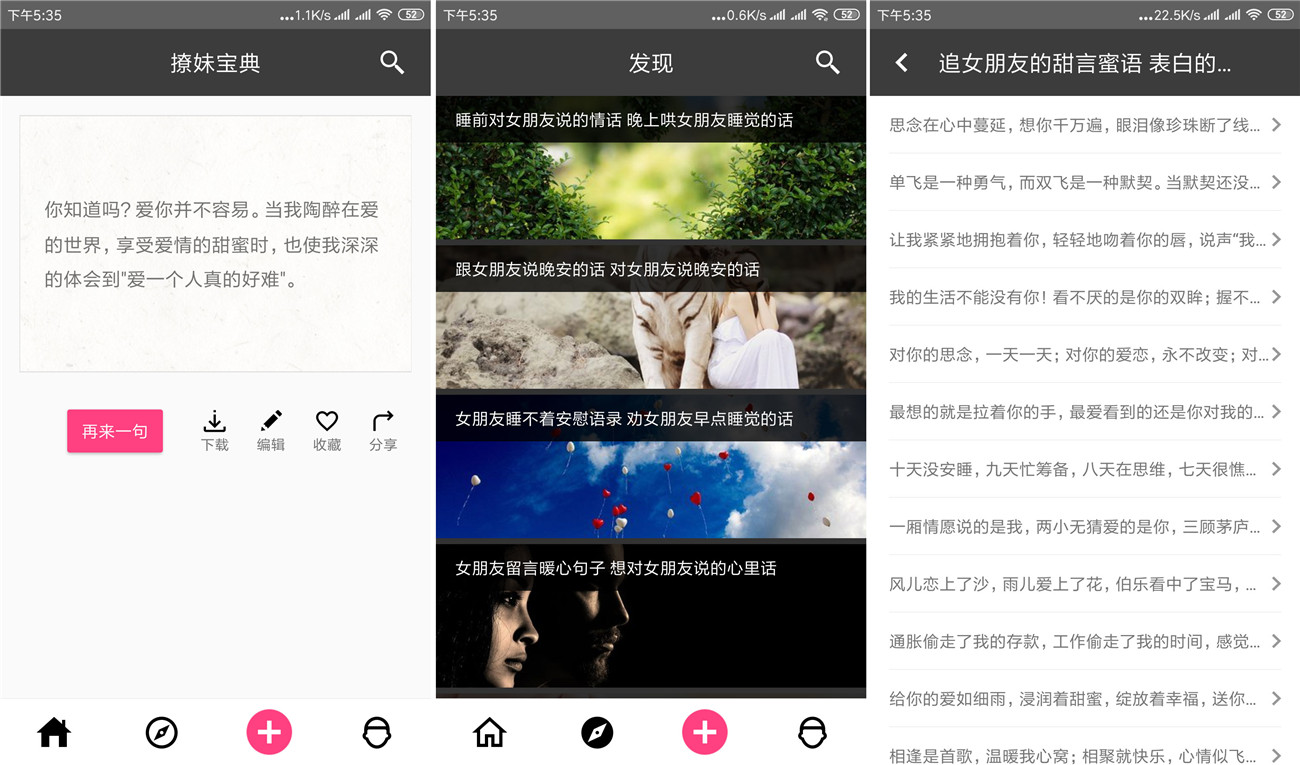 下午5:35
...1.1K/s
52
撩妹宝典
你知道吗？爱你并不容易。当我陶醉在爱
的世界，享受爱情的甜蜜时，也使我深深
的体会到"爱一个人真的好难"。
再来一句
下载
编辑
收藏
分享
下午5:35
...0.6K/s
52
发现
睡前对女朋友说的情话 晚上哄女朋友睡觉的话
跟女朋友说晚安的话 对女朋友说晚安的话
女朋友睡不着安慰语录 劝女朋友早点睡觉的话
女朋友留言暖心句子 想对女朋友说的心里话
下午5:35
...22.5K/s
52
追女朋友的甜言蜜语 表白的...
思念在心中蔓延，想你千万遍，眼泪像珍珠断了线...
单飞是一种勇气，而双飞是一种默契。当默契还没...
让我紧紧地拥抱着你，轻轻地吻着你的唇，说声“我...
我的生活不能没有你！看不厌的是你的双眸；握不...
对你的思念，一天一天；对你的爱恋，永不改变；对...
最想的就是拉着你的手，最爱看到的还是你对我的...
十天没安睡，九天忙筹备，八天在思维，七天很憔...
一厢情愿说的是我，两小无猜爱的是你，三顾茅庐...
风儿恋上了沙，雨儿爱上了花，伯乐看中了宝马，...
通胀偷走了我的存款，工作偷走了我的时间，感觉...
给你的爱如细雨，浸润着甜蜜，绽放着幸福，送你...
相逢是首歌，温暖我心窝；相聚就快乐，心情似飞...